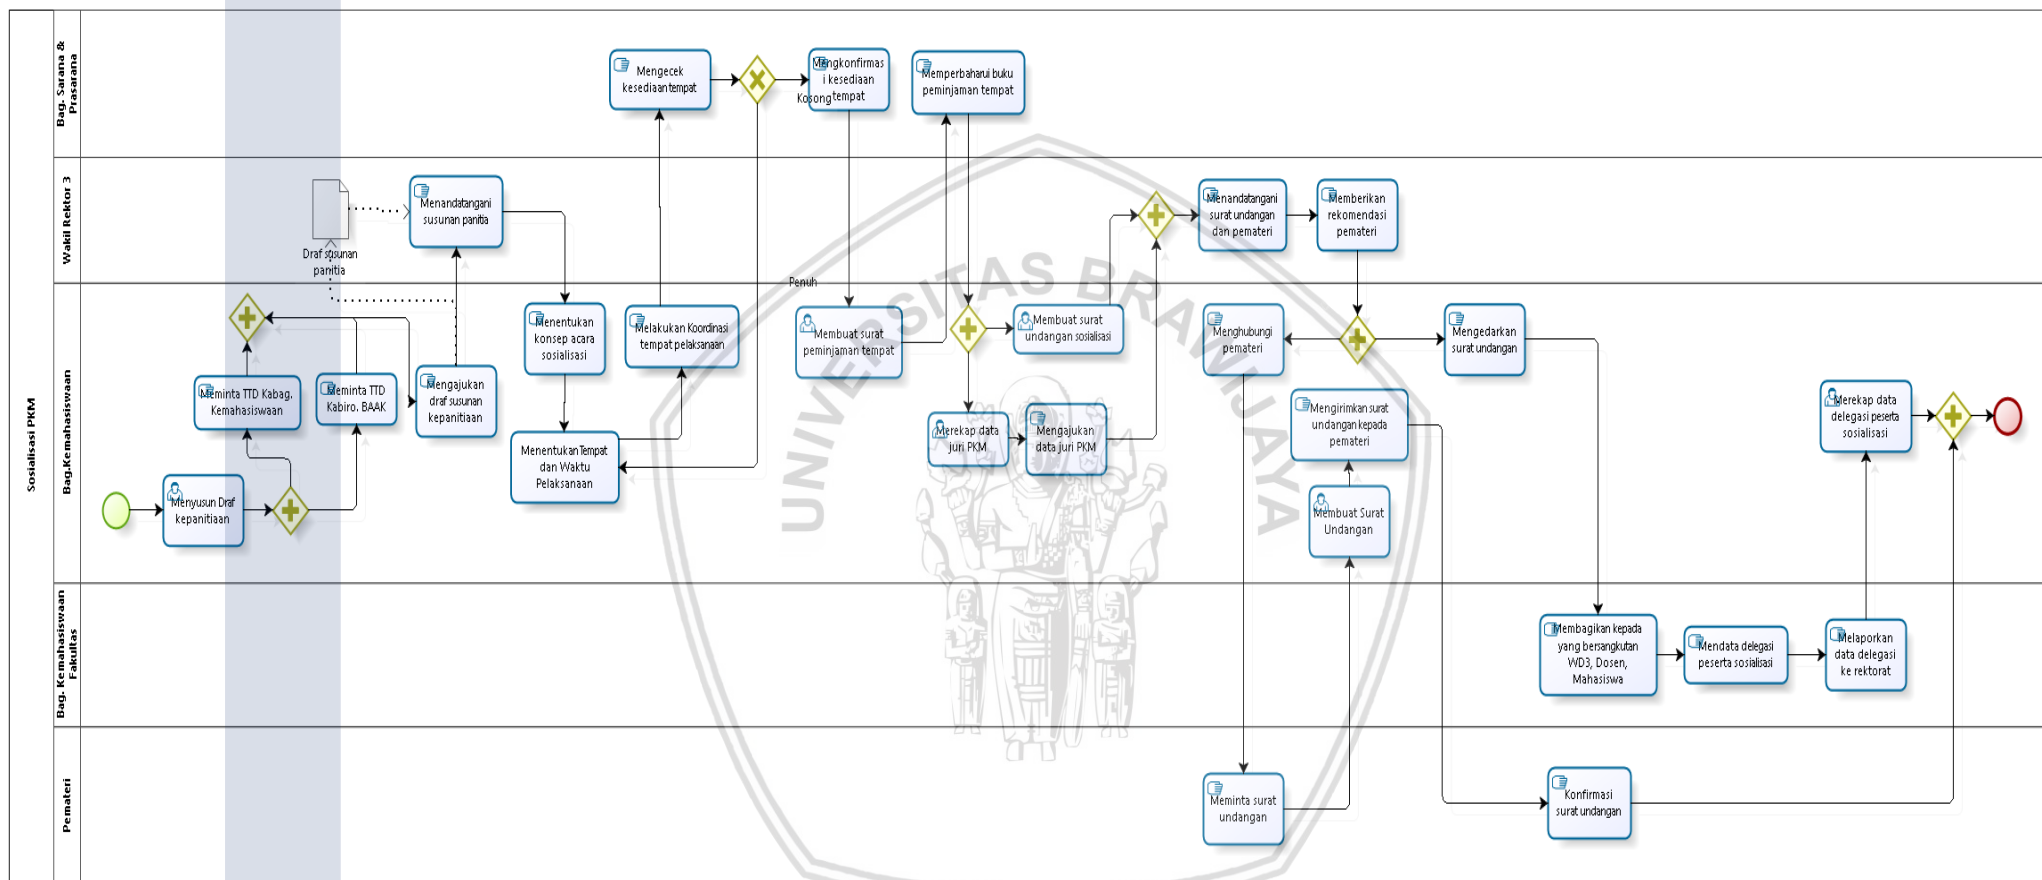 Sosialisasi PKM
Bag. Sarana &
Prasarana
Mengecek
kesediaan tempat
Kosong
Mengkonfirmas
i kesediaan
tempat
Memperbaharui buku
peminjaman tempat
Wakil Rektor 3
Draf susunan
panitia
Menandatangani
susunan panitia
Menandatangani
surat undangan
dan pemateri
Memberikan
rekomendasi
pemateri
Penuh
Bag.Kemahasiswaan
Menyusun Draf
kepanitiaan
Meminta TTD Kabag.
Kemahasiswaan
Meminta TTD
Kabiro. BAAK
Mengajukan
draf susunan
kepanitiaan
Menentukan
konsep acara
sosialisasi
Menentukan Tempat
dan Waktu
Pelaksanaan
Melakukan Koordinasi
tempat pelaksanaan
Membuat surat
peminjaman tempat
Membuat surat
undangan sosialisasi
Merekap data
juri PKM
Mengajukan
data juri PKM
Menghubungi
pemateri
Mengedarkan
surat undangan
Mengirimkan surat
undangan kepada
pemateri
Membuat Surat
Undangan
Merekap data
delegasi peserta
sosialisasi
Bag. Kemahasiswaan
Fakultas
Membagikan kepada
yang bersangkutan
WD3, Dosen,
Mahasiswa
Mendata delegasi
peserta sosialisasi
Melaporkan
data delegasi
ke rektorat
Pemateri
Meminta surat
undangan
Konfirmasi
surat undangan
UNIVERSITAS BRAWIJAYA